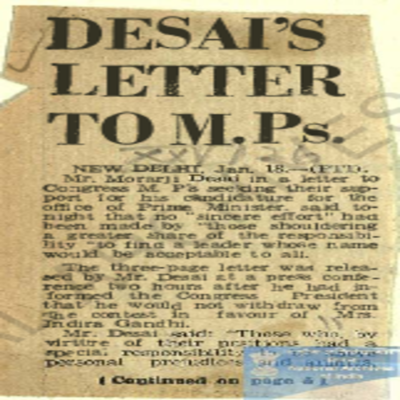 DESAI'S
LETTER
TO M.Ps.
NEW DELHI Jan. 18.—(PTI):
Mr. Morarji Desai in a letter to
Congress M. P's seeking their sup-
port for his candidature for the
office of Prime Minister, said to-
night that no "sincere effort" had
been made by "those shouldering
a greater share of the responsibi-
lity "to find a leader whose name
would be acceptable to all.
The three-page letter was relea-
sed by Mr. Desai at a press confe-
rence two hours after he had in-
formed the Congress President
that he would not withdraw from
the contest in favour of Mrs.
Indira Gandhi.
Mr. Desai said: "Those who, by
virtue of their positions had a
special responsibility
personal prejudices and
( Continued on page 8 )